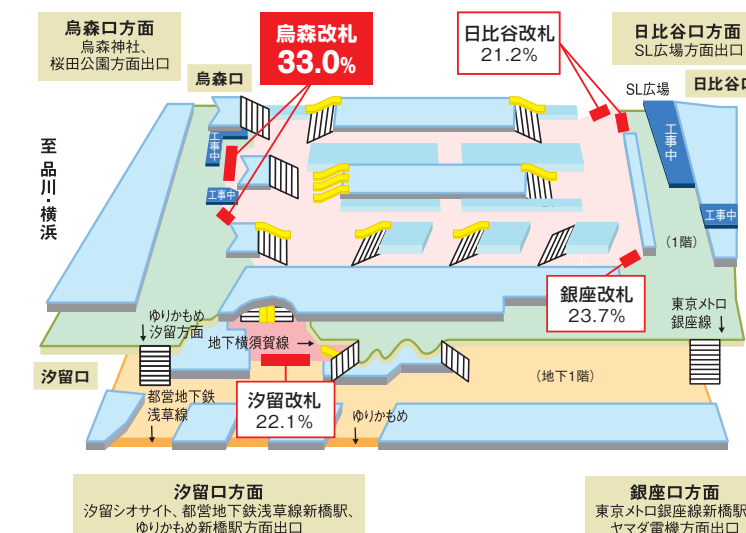 烏森口方面
烏森神社、
桜田公園方面出口
烏森改札
33.0%
日比谷改札
21.2%
日比谷口方面
SL広場方面出口
烏森口
SL広場
日比谷口
工事中
工事中
工事中
工事中
至 品川・横浜
(1階)
銀座改札
23.7%
東京メトロ
銀座線
ゆりかもめ
汐留方面
地下横須賀線
汐留口
(地下1階)
都営地下鉄
浅草線
汐留改札
22.1%
ゆりかもめ
汐留口方面
汐留シオサイト、都営地下鉄浅草線新橋駅、
ゆりかもめ新橋駅方面出口
銀座口方面
東京メトロ銀座線新橋駅
ヤマダ電機方面出口